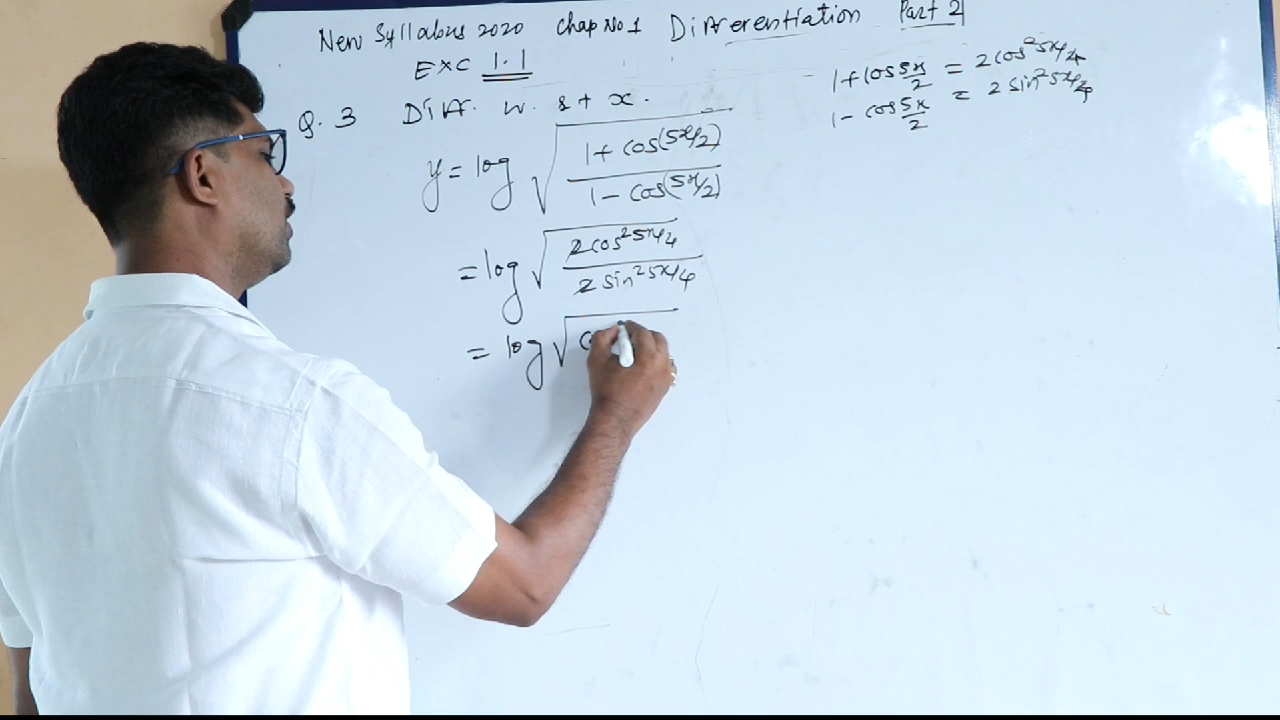 New Syllabus 2020 Chap No 1 Differentiation Part 2
Exc 1.1
Q. 3 Diff. w. r + x.
y = log √((1 + cos(5x/2)) / (1 - cos(5x/2)))
= log √((2cos²5x/4) / (2sin²5x/4))
= log √
1 + cos 5x/2 = 2cos²5x/4
1 - cos 5x/2 = 2sin²5x/4